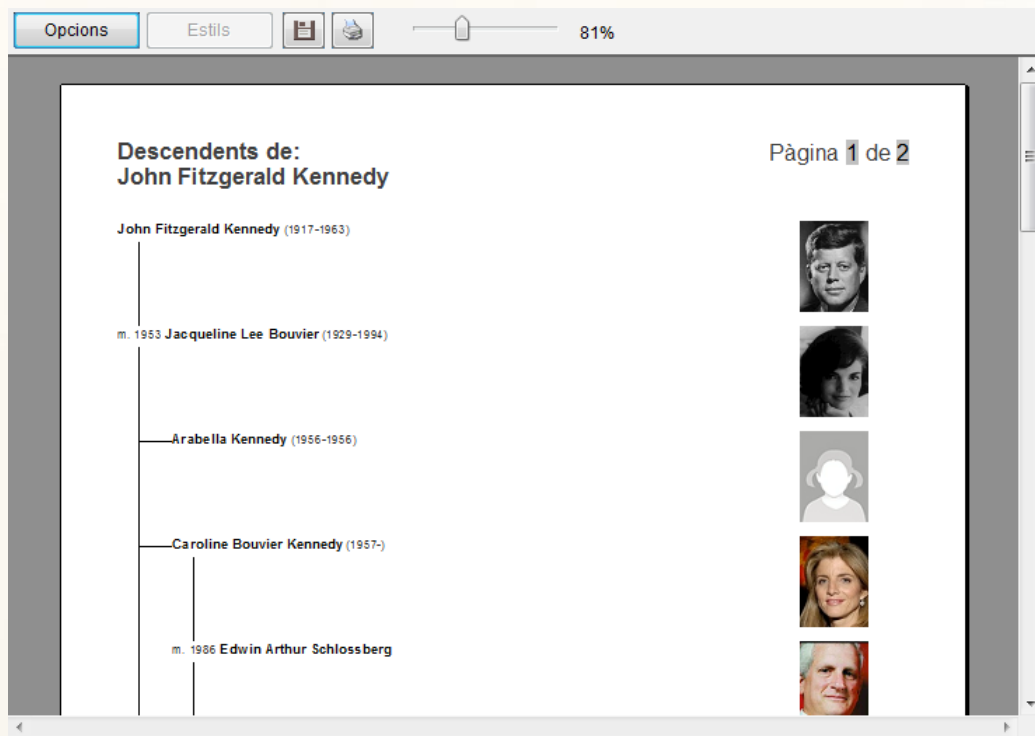 Opcions
Estils
81%
Descendents de:
John Fitzgerald Kennedy
Pàgina 1 de 2
John Fitzgerald Kennedy (1917-1963)
m. 1953 Jacqueline Lee Bouvier (1929-1994)
Arabella Kennedy (1956-1956)
Caroline Bouvier Kennedy (1957-)
m. 1986 Edwin Arthur Schlossberg